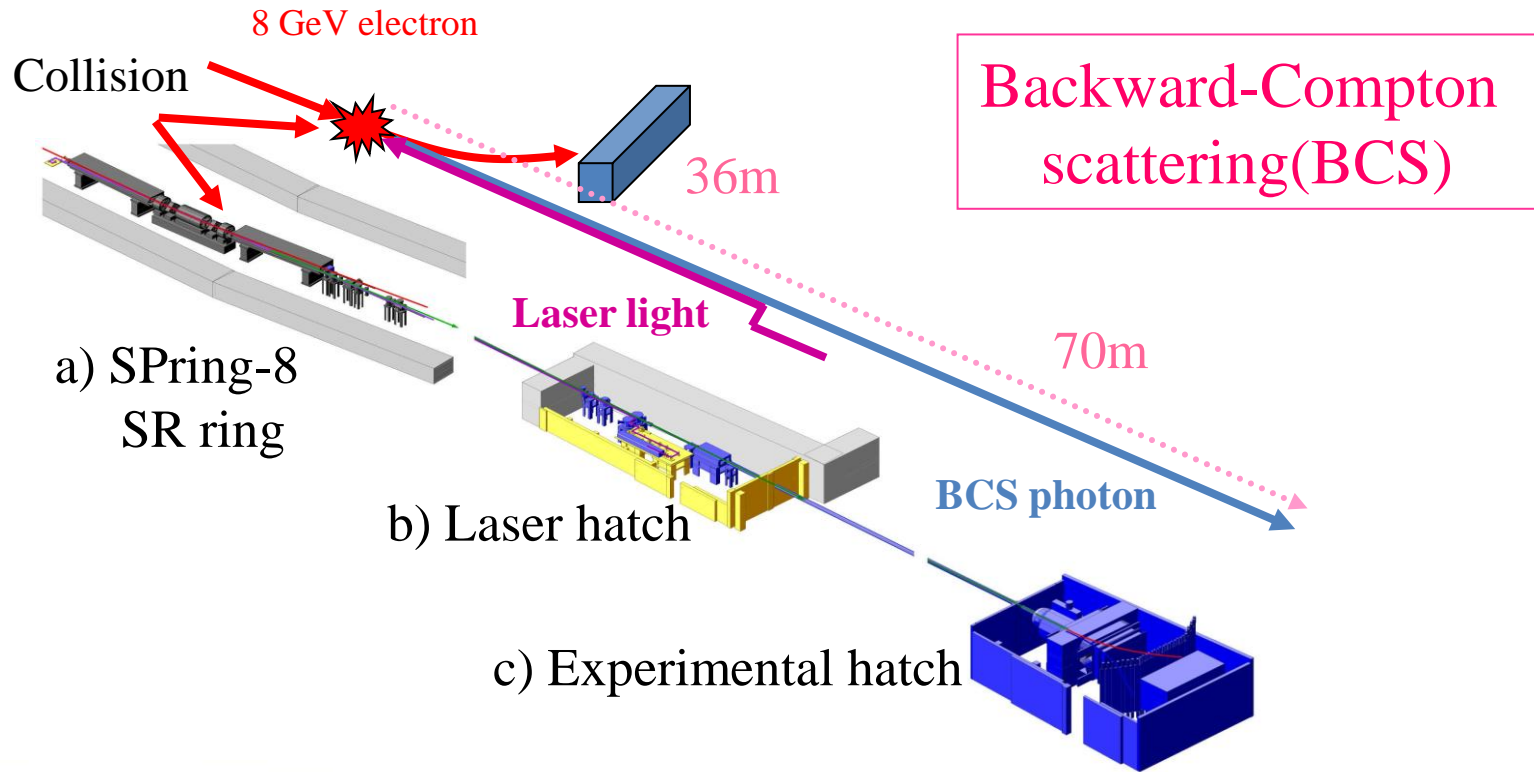 8 GeV electron
Collision
Backward-Compton
scattering(BCS)
36m
Laser light
70m
a) SPring-8
SR ring
BCS photon
b) Laser hatch
c) Experimental hatch